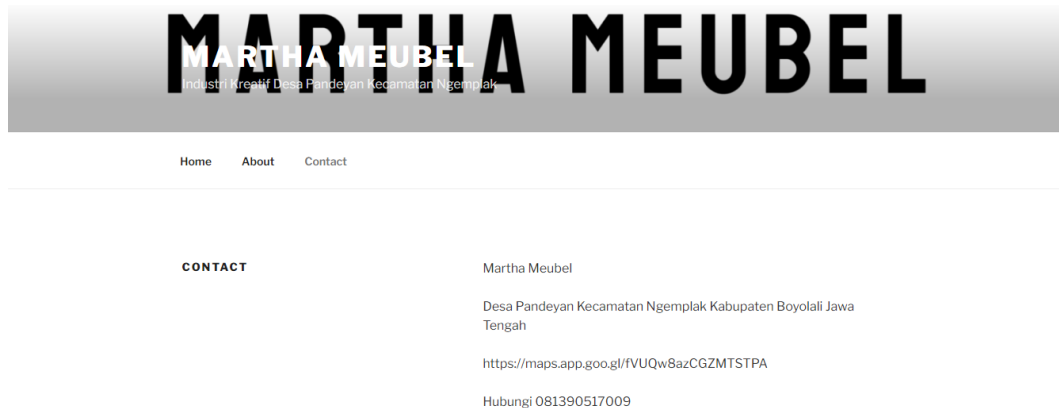 MARTHA MEUBEL
MARTHA MEUBEL
Industri Kreatif Desa Pandeyan Kecamatan Ngemplak
Home About Contact
CONTACT
Martha Meubel
Desa Pandeyan Kecamatan Ngemplak Kabupaten Boyolali Jawa
Tengah
https://maps.app.goo.gl/fVUQw8azCGZMTSTPA
Hubungi 081390517009